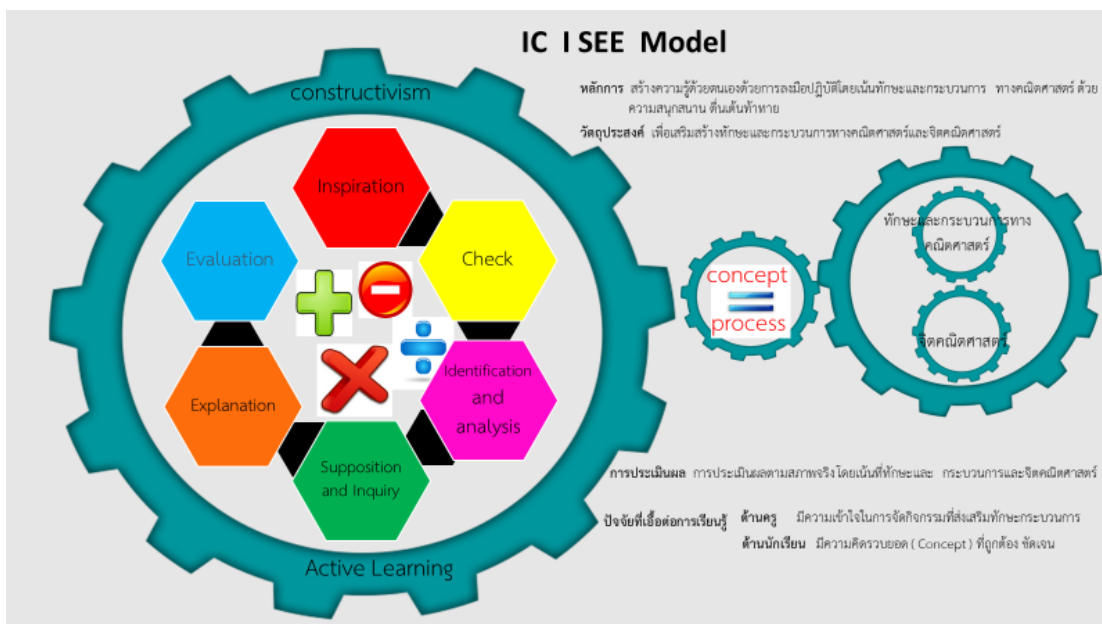 IC I SEE Model
หลักการ สร้างความรู้ด้วยตนเองด้วยการลงมือปฏิบัติโดยเน้นทักษะและกระบวนการ ทางคณิตศาสตร์ ด้วย
ความสนุกสนาน ตื่นเต้นท้าทาย
วัตถุประสงค์ เพื่อเสริมสร้างทักษะและกระบวนการทางคณิตศาสตร์และจิตคณิตศาสตร์
constructivism
Inspiration
Check
Identification
and
analysis
Supposition
and Inquiry
Explanation
Evaluation
Active Learning
concept
=
process
ทักษะและกระบวนการทาง
คณิตศาสตร์
จิตคณิตศาสตร์
การประเมินผล การประเมินผลตามสภาพจริง โดยเน้นที่ทักษะและ กระบวนการและจิตคณิตศาสตร์
ปัจจัยที่เอื้อต่อการเรียนรู้ ด้านครู มีความเข้าใจในการจัดกิจกรรมที่ส่งเสริมทักษะกระบวนการ
ด้านนักเรียน มีความคิดรวบยอด ( Concept ) ที่ถูกต้อง ชัดเจน